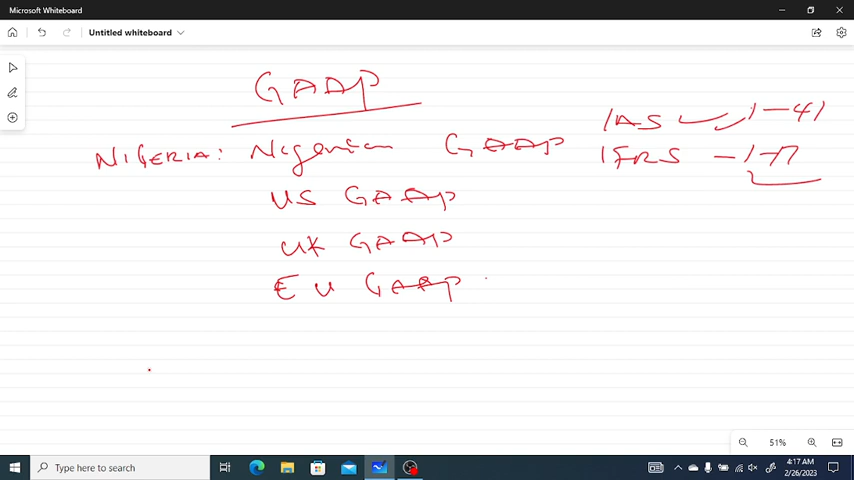 Microsoft Whiteboard
Untitled whiteboard
GAAP
NIGERIA: Nigerian GAAP
US GAAP
UK GAAP
EU GAAP
IAS 1-41
IFRS - 1-17
51%
Type here to search
4:17 AM
2/26/2023